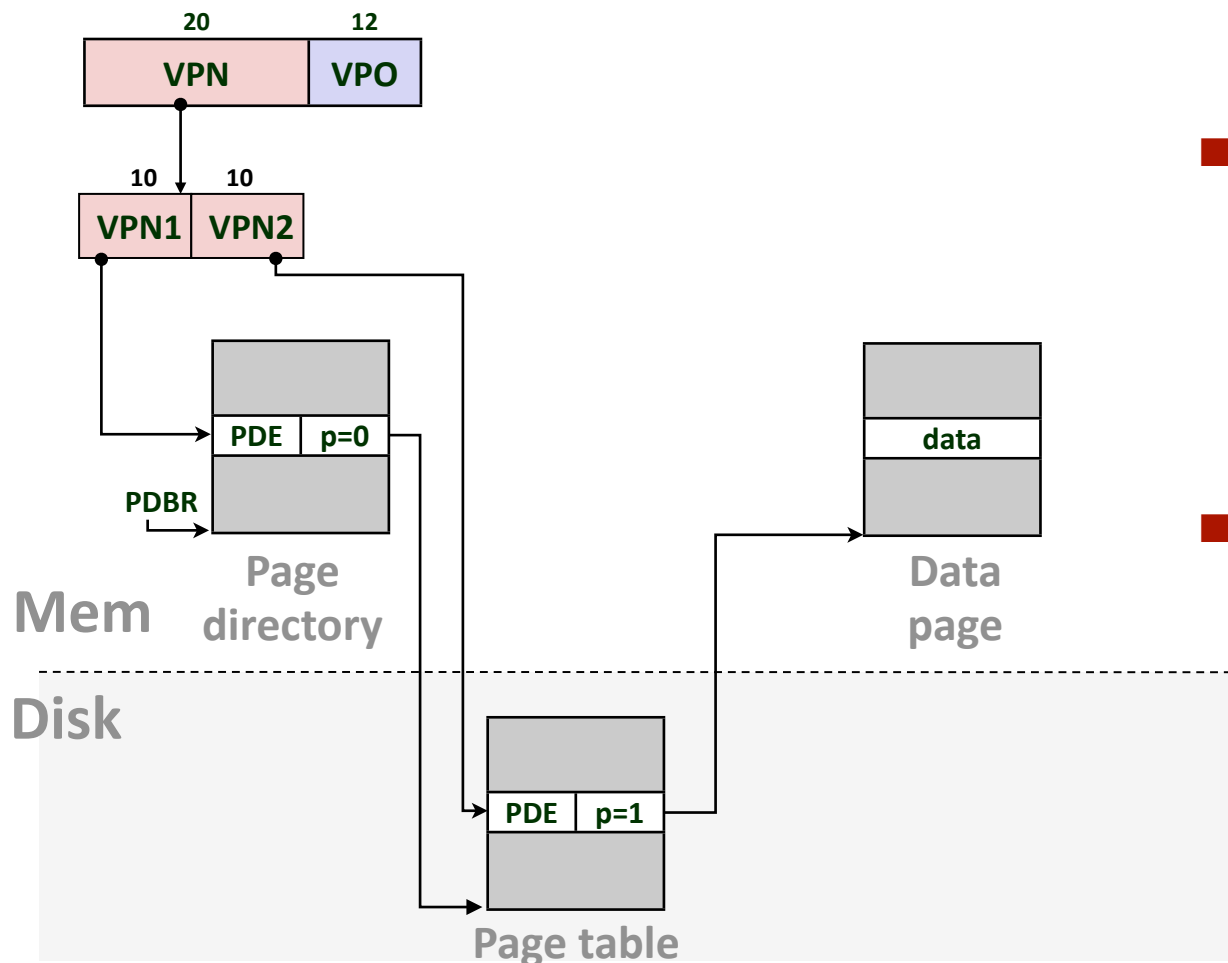 20 12
VPN VPO
10 10
VPN1 VPN2
PDE p=0
data
PDBR
Page
directory
Data
page
Mem
Disk
PDE p=1
Page table